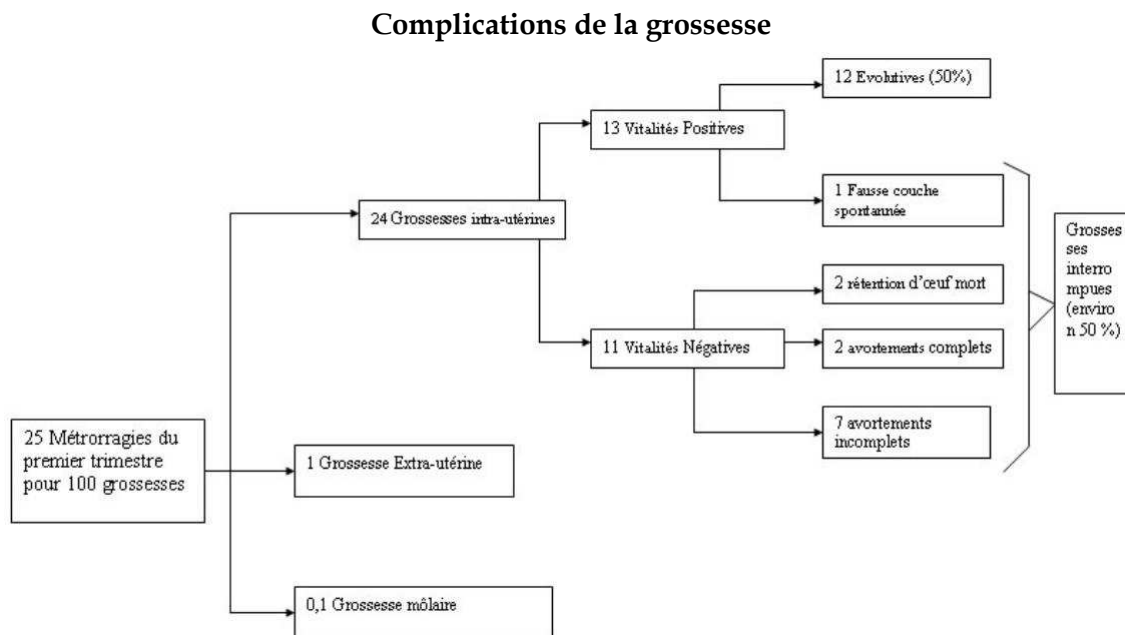 Complications de la grossesse
12 Evolutives (50%)
13 Vitalités Positives
1 Fausse couche
spontannée
24 Grossesses intra-utérines
Grosses
ses
interro
mpues
(enviro
n 50 %)
2 rétention d'œuf mort
11 Vitalités Négatives
2 avortements complets
7 avortements
incomplets
25 Métrorragies du
premier trimestre
pour 100 grossesses
1 Grossesse Extra-utérine
0,1 Grossesse môlaire